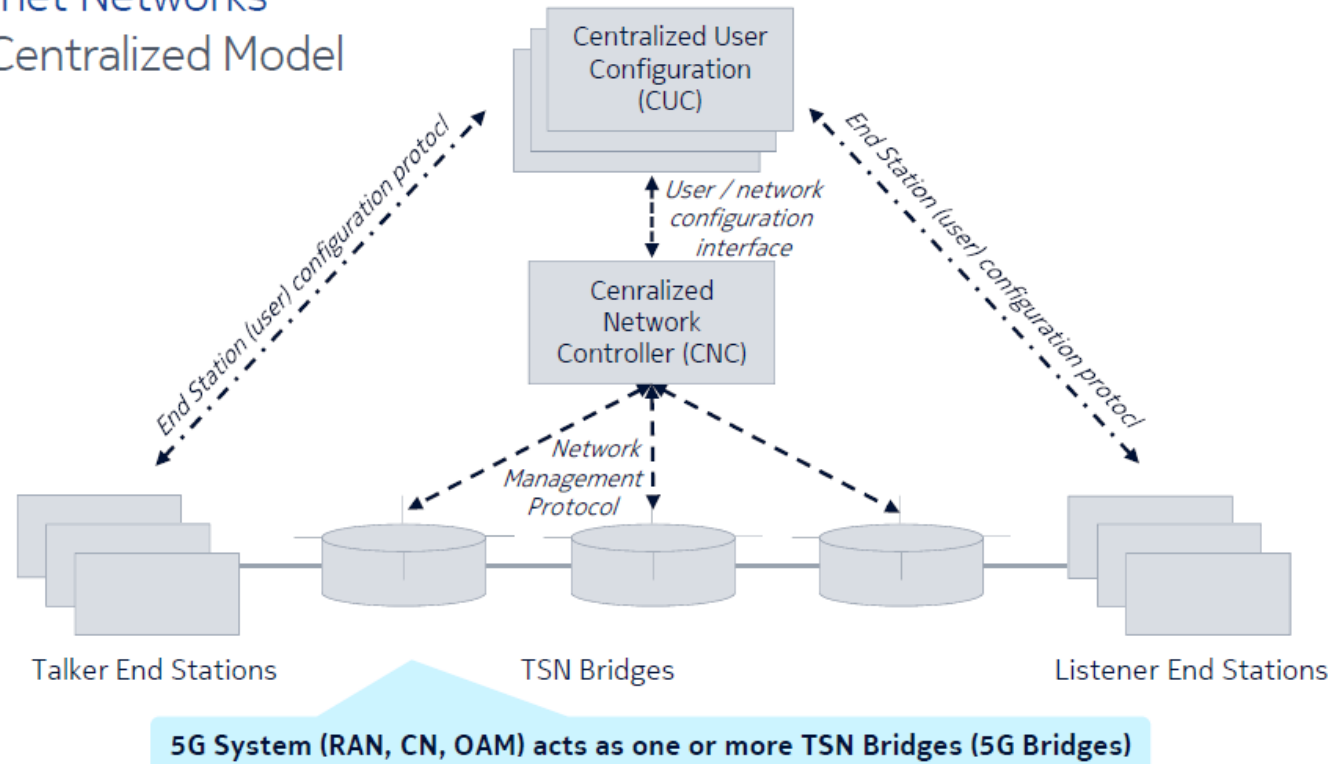 net Networks
Centralized Model
Centralized User
Configuration
(CUC)
End Station (user) configuration protocl
End Station (user) configuration protocl
User / network
configuration
interface
Cenralized
Network
Controller (CNC)
Network
Management
Protocol
Talker End Stations
TSN Bridges
Listener End Stations
5G System (RAN, CN, OAM) acts as one or more TSN Bridges (5G Bridges)